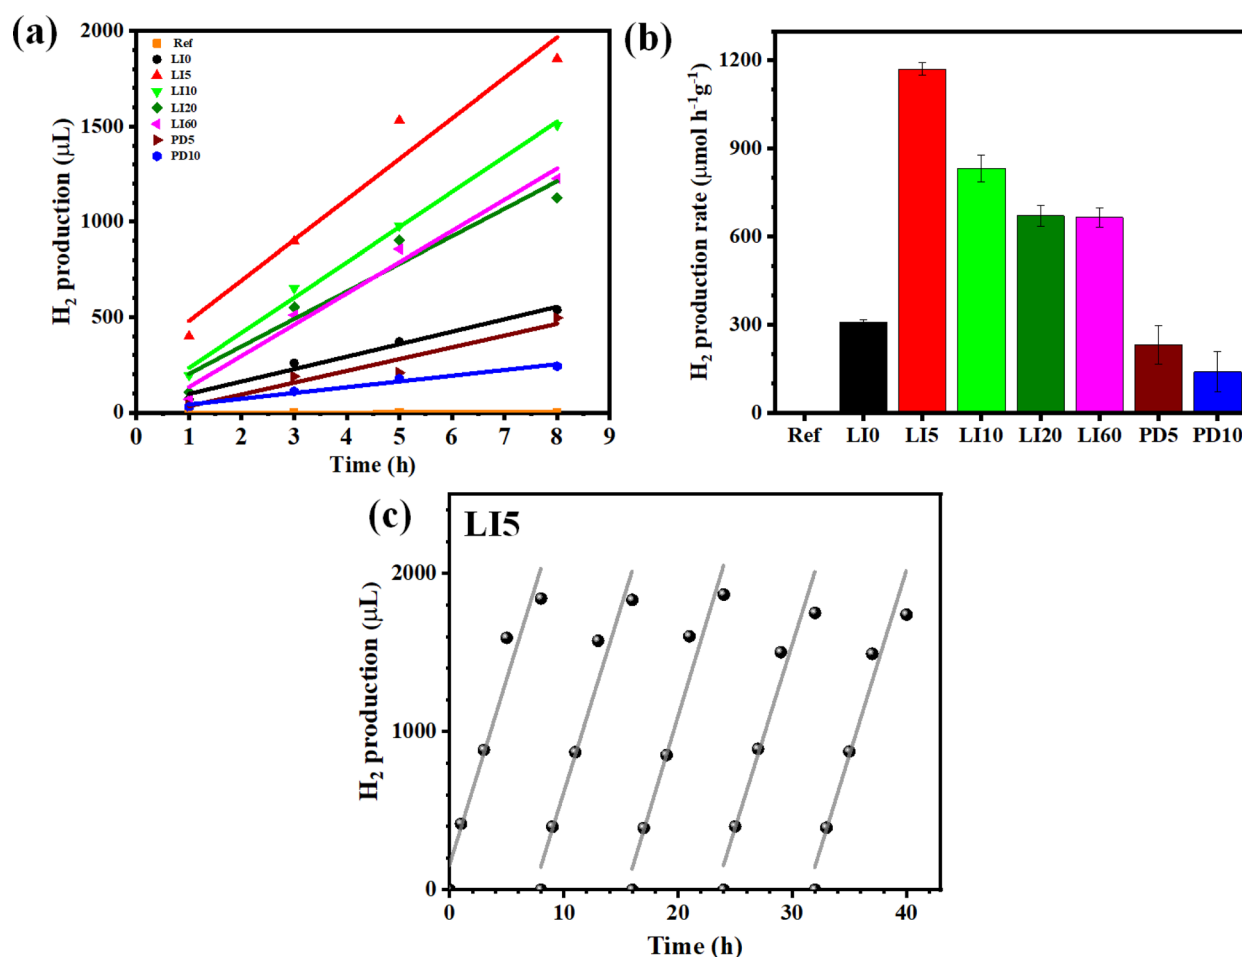 (a)
H₂ production (μL)
2000
1500
1000
500
0
Ref
LI0
LI5
LI10
LI20
LI60
PD5
PD10
0 1 2 3 4 5 6 7 8 9
Time (h)
(b)
H₂ production rate (μmol h⁻¹g⁻¹)
1200
900
600
300
0
Ref LI0 LI5 LI10 LI20 LI60 PD5 PD10
(c)
LI5
H₂ production (μL)
2000
1000
0
0 10 20 30 40
Time (h)